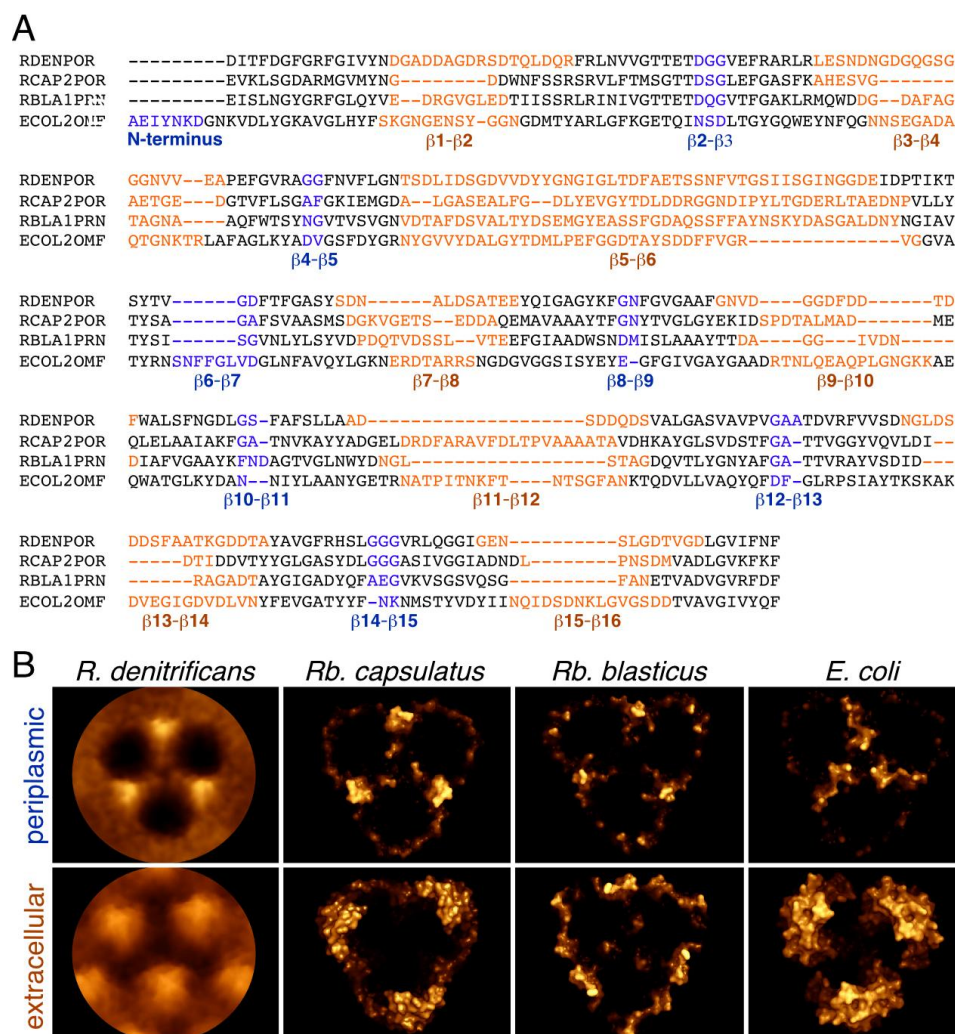 A
RDENPOR ----------DITFDGFGRFGIVYNDGADDAGDRSDTQLDQRFRLNVVGTTETDGGVEFRARLRLESNDNGDGQGSG
RCAP2POR ----------EVKLSGDARMGVMYNG---------DDWNFSSRSRVLFTMSGTTDSGLEFGASFKAHESVG------
RBLA1PRN ----------EISLNGYGRFGLQYVE--DRGVGLEDTIISSRLRINIVGTTETDQGVTFGAKLRMQWDDG-DAFAG
ECOL2OMF AEIYNKDGNKVDLYGKAVGLHYFSKGNGENSY-GGNGDMTYARLGFKGETQINSDLTGYGQWEYNFQGNNSEGADA
N-terminus β1-β2 β2-β3 β3-β4
RDENPOR GGNVV--EAPEFGVRAGGFNVFLGNTSDLIDSGDVVDYYGNGIGLTDFAETSSNFVTGSIISGINGGDEIDPTIKT
RCAP2POR AETGE--DGTVFLSGAFGKIEMGDA-LGASEALFG-DLYEVGYTDLDDRGGNDIPYLTGDERLTAEDNPVLLY
RBLA1PRN TAGNA---AQFWTSYNGVTVSVGNVDTAFDSVALTYDSEMGYEASSFGDAQSSFFAYNSKYDASGALDNYNGIAV
ECOL2OMF QTGNKTRLAFAGLKYADVGSFDYGRNYGVVYDALGYTDMLPEFGGDTAYSDDFFVGR--------------VGGVA
β4-β5 β5-β6
RDENPOR SYTV------GDFTFGASYSDN------ALDSATEEYQIGAGYKFGNFGVGAAFGNVD----GGDFDD-----TD
RCAP2POR TYSA------GAFSVAASMSDGKVGETS--EDDAQEMAVAAAYTFGNYTVGLGYEKIDSPDTALMAD------ME
RBLA1PRN TYSI------SGVNLYLSYVDPDQTVDSSL-VTEEFGIAADWSNDMISLAAAYTTDA-----GG-IVDN----
ECOL2OMF TYRNSNFFGLVDGLNFAVQYLGKNERDTARRSNGDGVGGSISYEYE-GFGIVGAYGAADRTNLQEAQPLGNGKKAE
β6-β7 β7-β8 β8-β9 β9-β10
RDENPOR FWALSFNGDLGS-FAFSLLAAD------------------SDDQDSVALGASVAVPVGAATDVRFVVSDNGLDS
RCAP2POR QLELAAIAKFGA-TNVKAYYADGELDRDFARAVFDLTPVAAAATAVDHKAYGLSVDSTFGATTVGGYVQVLDI--
RBLA1PRN DIAFVGAAYKFNDAGTVGLNWYDNGL------------------STAGDQVTLYGNYAFGA-TTVRAYVSDID---
ECOL2OMF QWATGLKYDAN--NIYLAANYGETRNATPITNKFT---NTSGFANKTQDVLLVAQYQFDF-GLRPSIAYTKSKAK
β10-β11 β11-β12 β12-β13
RDENPOR DDSFAATKGDDTAYAVGFRHSLGGGVRLQGGIGEN---------SLGDTVGDLGVIFNF
RCAP2POR -----DTIDDVTYYGLGASYDLGGGASIVGGIADNDL-------PNSDMVADLGVKFKF
RBLA1PRN ------RAGADTAYGIGADYQFAEGVKVSGSVQSG---------FANETVADVGVRFDF
ECOL2OMF DVEGIGDVDLVNYFEVGATYYF-NKNMSTYVDYIINQIDSDNKLGVGSDDTVAVGIVYQF
β13-β14 β14-β15 β15-β16
B
R. denitrificans Rb. capsulatus Rb. blasticus E. coli
periplasmic
extracellular